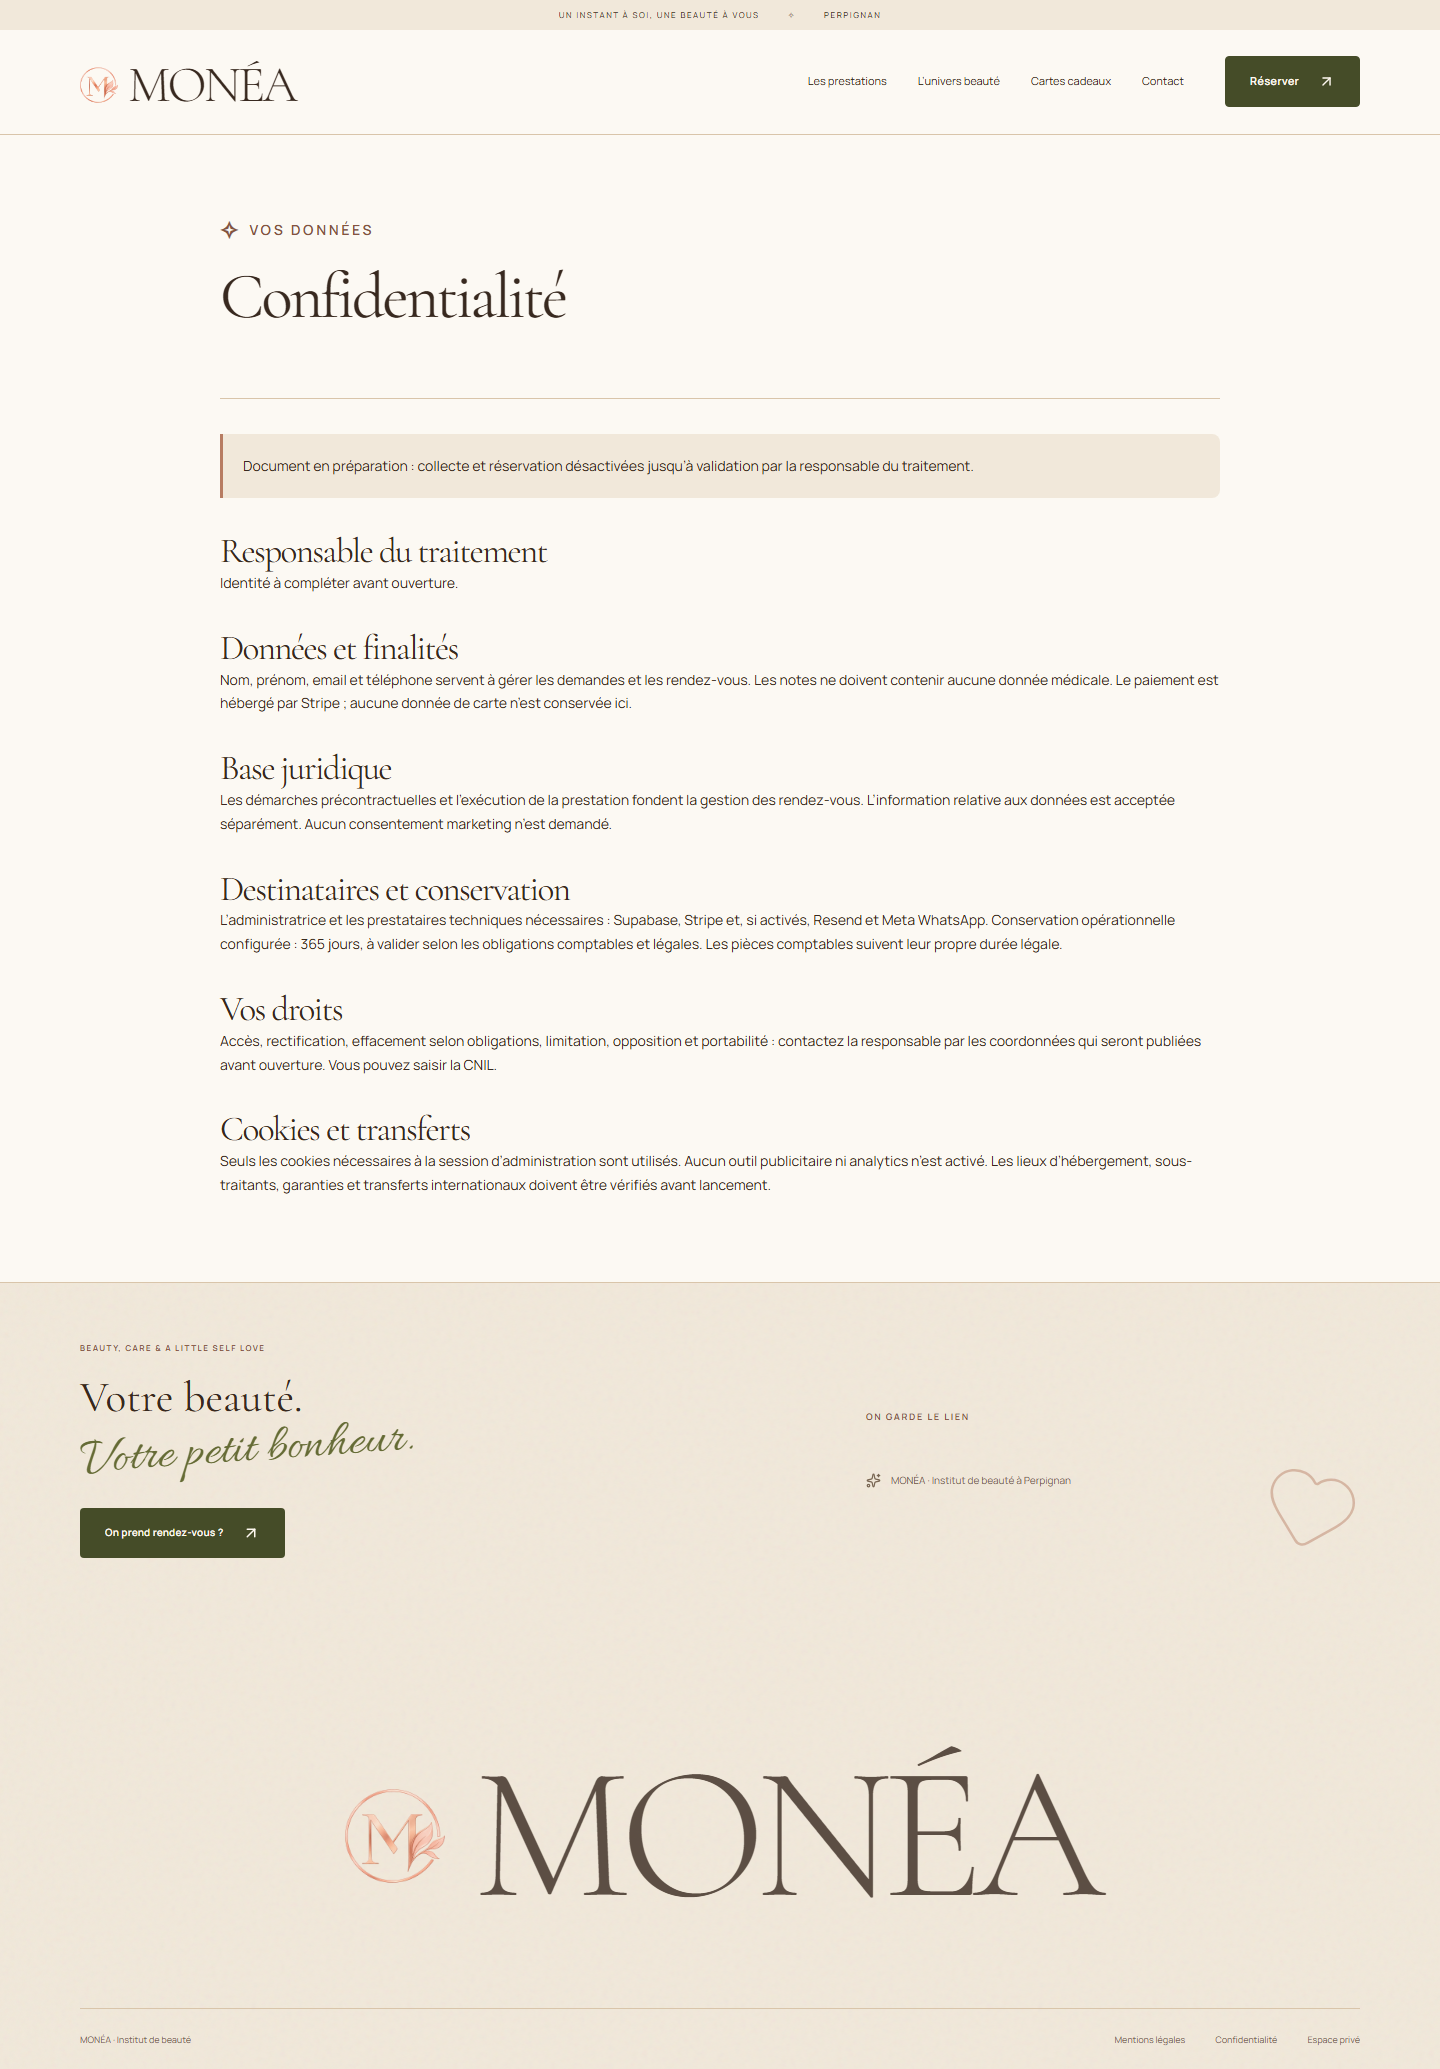 UN INSTANT À SOI, UNE BEAUTÉ À VOUS ✧ PERPIGNAN
M MONÉA
Les prestations L'univers beauté Cartes cadeaux Contact Réserver
VOS DONNÉES
Confidentialité
Document en préparation : collecte et réservation désactivées jusqu'à validation par la responsable du traitement.
Responsable du traitement
Identité à compléter avant ouverture.
Données et finalités
Nom, prénom, email et téléphone servent à gérer les demandes et les rendez-vous. Les notes ne doivent contenir aucune donnée médicale. Le paiement est
hébergé par Stripe ; aucune donnée de carte n'est conservée ici.
Base juridique
Les démarches précontractuelles et l'exécution de la prestation fondent la gestion des rendez-vous. L'information relative aux données est acceptée
séparément. Aucun consentement marketing n'est demandé.
Destinataires et conservation
L'administratrice et les prestataires techniques nécessaires : Supabase, Stripe et, si activés, Resend et Meta WhatsApp. Conservation opérationnelle
configurée : 365 jours, à valider selon les obligations comptables et légales. Les pièces comptables suivent leur propre durée légale.
Vos droits
Accès, rectification, effacement selon obligations, limitation, opposition et portabilité : contactez la responsable par les coordonnées qui seront publiées
avant ouverture. Vous pouvez saisir la CNIL.
Cookies et transferts
Seuls les cookies nécessaires à la session d'administration sont utilisés. Aucun outil publicitaire ni analytics n'est activé. Les lieux d'hébergement, sous-
traitants, garanties et transferts internationaux doivent être vérifiés avant lancement.
BEAUTY, CARE & A LITTLE SELF LOVE
Votre beauté.
Votre petit bonheur.
On prend rendez-vous ?
ON GARDE LE LIEN
MONÉA · Institut de beauté à Perpignan
M MONÉA
MONÉA · Institut de beauté
Mentions légales Confidentialité Espace privé